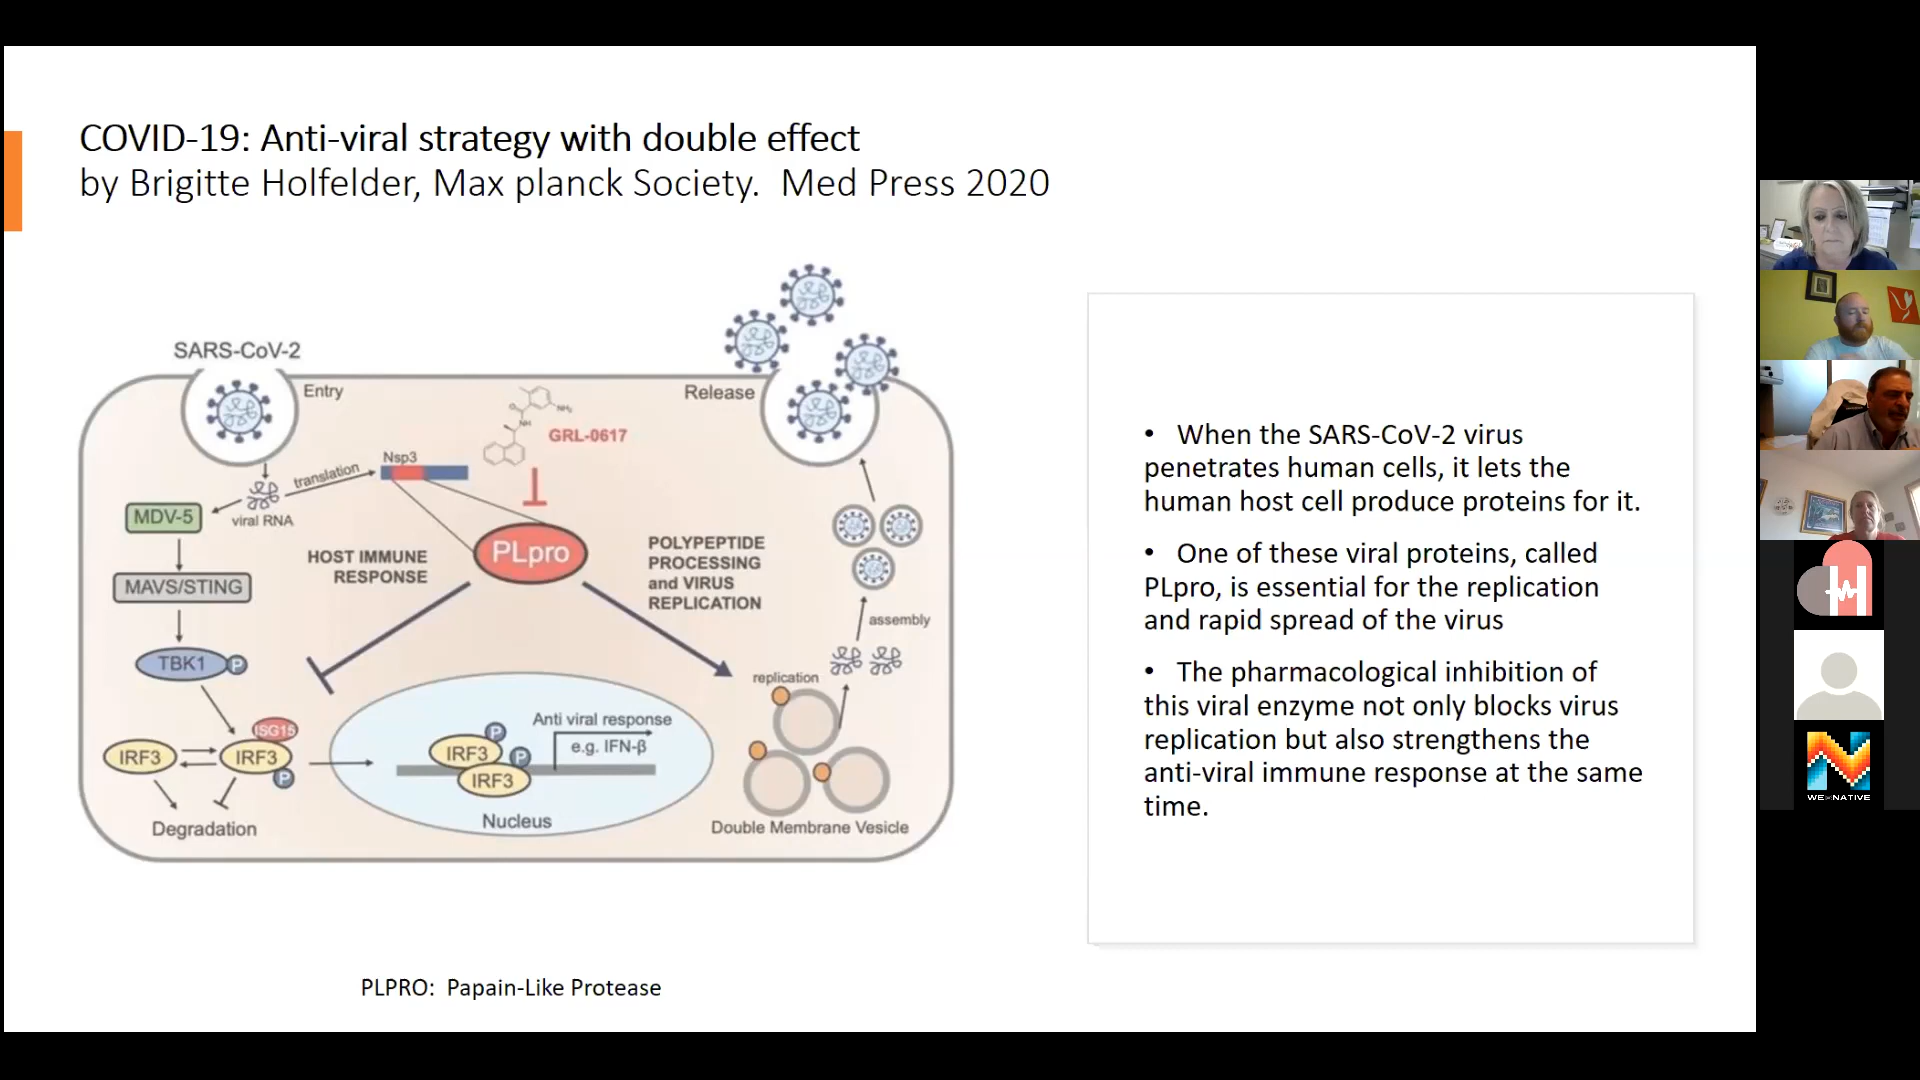 COVID-19: Anti-viral strategy with double effect
by Brigitte Holfelder, Max planck Society.  Med Press 2020
SARS-CoV-2
Entry
Release
GRL-0617
O
NH₂
NH
Nsp3
translation
viral RNA
MDV-5
MAVS/STING
TBK1
P
HOST IMMUNE
RESPONSE
PLpro
POLYPEPTIDE
PROCESSING
and VIRUS
REPLICATION
assembly
replication
ISG15
IRF3
IRF3
P
Degradation
P
IRF3
P
IRF3
Anti viral response
e.g. IFN-β
Nucleus
Double Membrane Vesicle
• When the SARS-CoV-2 virus
penetrates human cells, it lets the
human host cell produce proteins for it.
• One of these viral proteins, called
PLpro, is essential for the replication
and rapid spread of the virus
• The pharmacological inhibition of
this viral enzyme not only blocks virus
replication but also strengthens the
anti-viral immune response at the same
time.
PLPRO:  Papain-Like Protease
H
N
WE R NATIVE